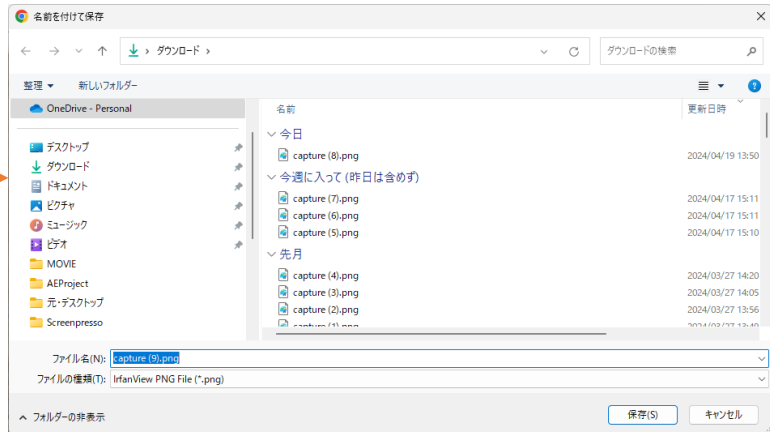 名前を付けて保存
ダウンロード
ダウンロードの検索
整理
新しいフォルダー
OneDrive - Personal
デスクトップ
ダウンロード
ドキュメント
ピクチャ
ミュージック
ビデオ
MOVIE
AEProject
元・デスクトップ
Screenpresso
名前
更新日時
今日
capture (8).png
2024/04/19 13:50
今週に入って (昨日は含めず)
capture (7).png
2024/04/17 15:11
capture (6).png
2024/04/17 15:11
capture (5).png
2024/04/17 15:10
先月
capture (4).png
2024/03/27 14:20
capture (3).png
2024/03/27 14:05
capture (2).png
2024/03/27 13:56
capture (1).png
2024/03/27 13:49
ファイル名(N):
capture (9).png
ファイルの種類(T):
IrfanView PNG File (*.png)
フォルダーの非表示
保存(S)
キャンセル